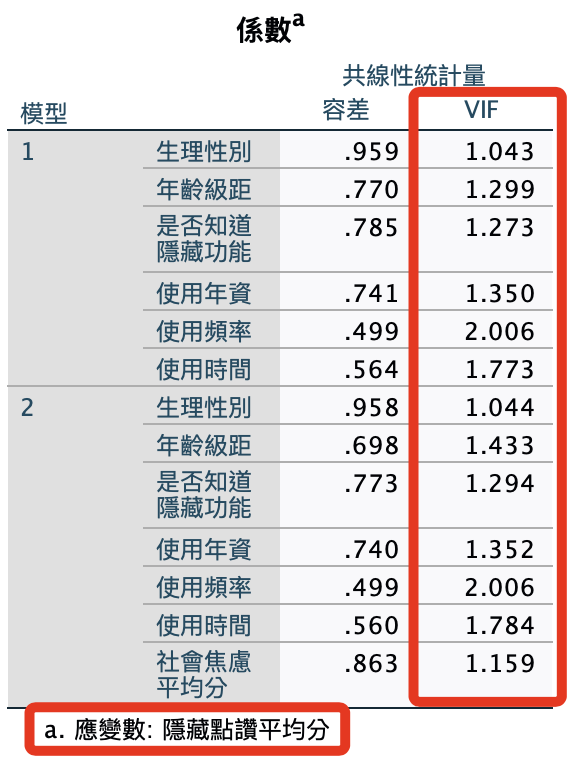 係數a
共線性統計量
模型 容差 VIF
1 生理性別 .959 1.043
年齡級距 .770 1.299
是否知道
隱藏功能 .785 1.273
使用年資 .741 1.350
使用頻率 .499 2.006
使用時間 .564 1.773
2 生理性別 .958 1.044
年齡級距 .698 1.433
是否知道
隱藏功能 .773 1.294
使用年資 .740 1.352
使用頻率 .499 2.006
使用時間 .560 1.784
社會焦慮
平均分 .863 1.159
a. 應變數: 隱藏點讚平均分